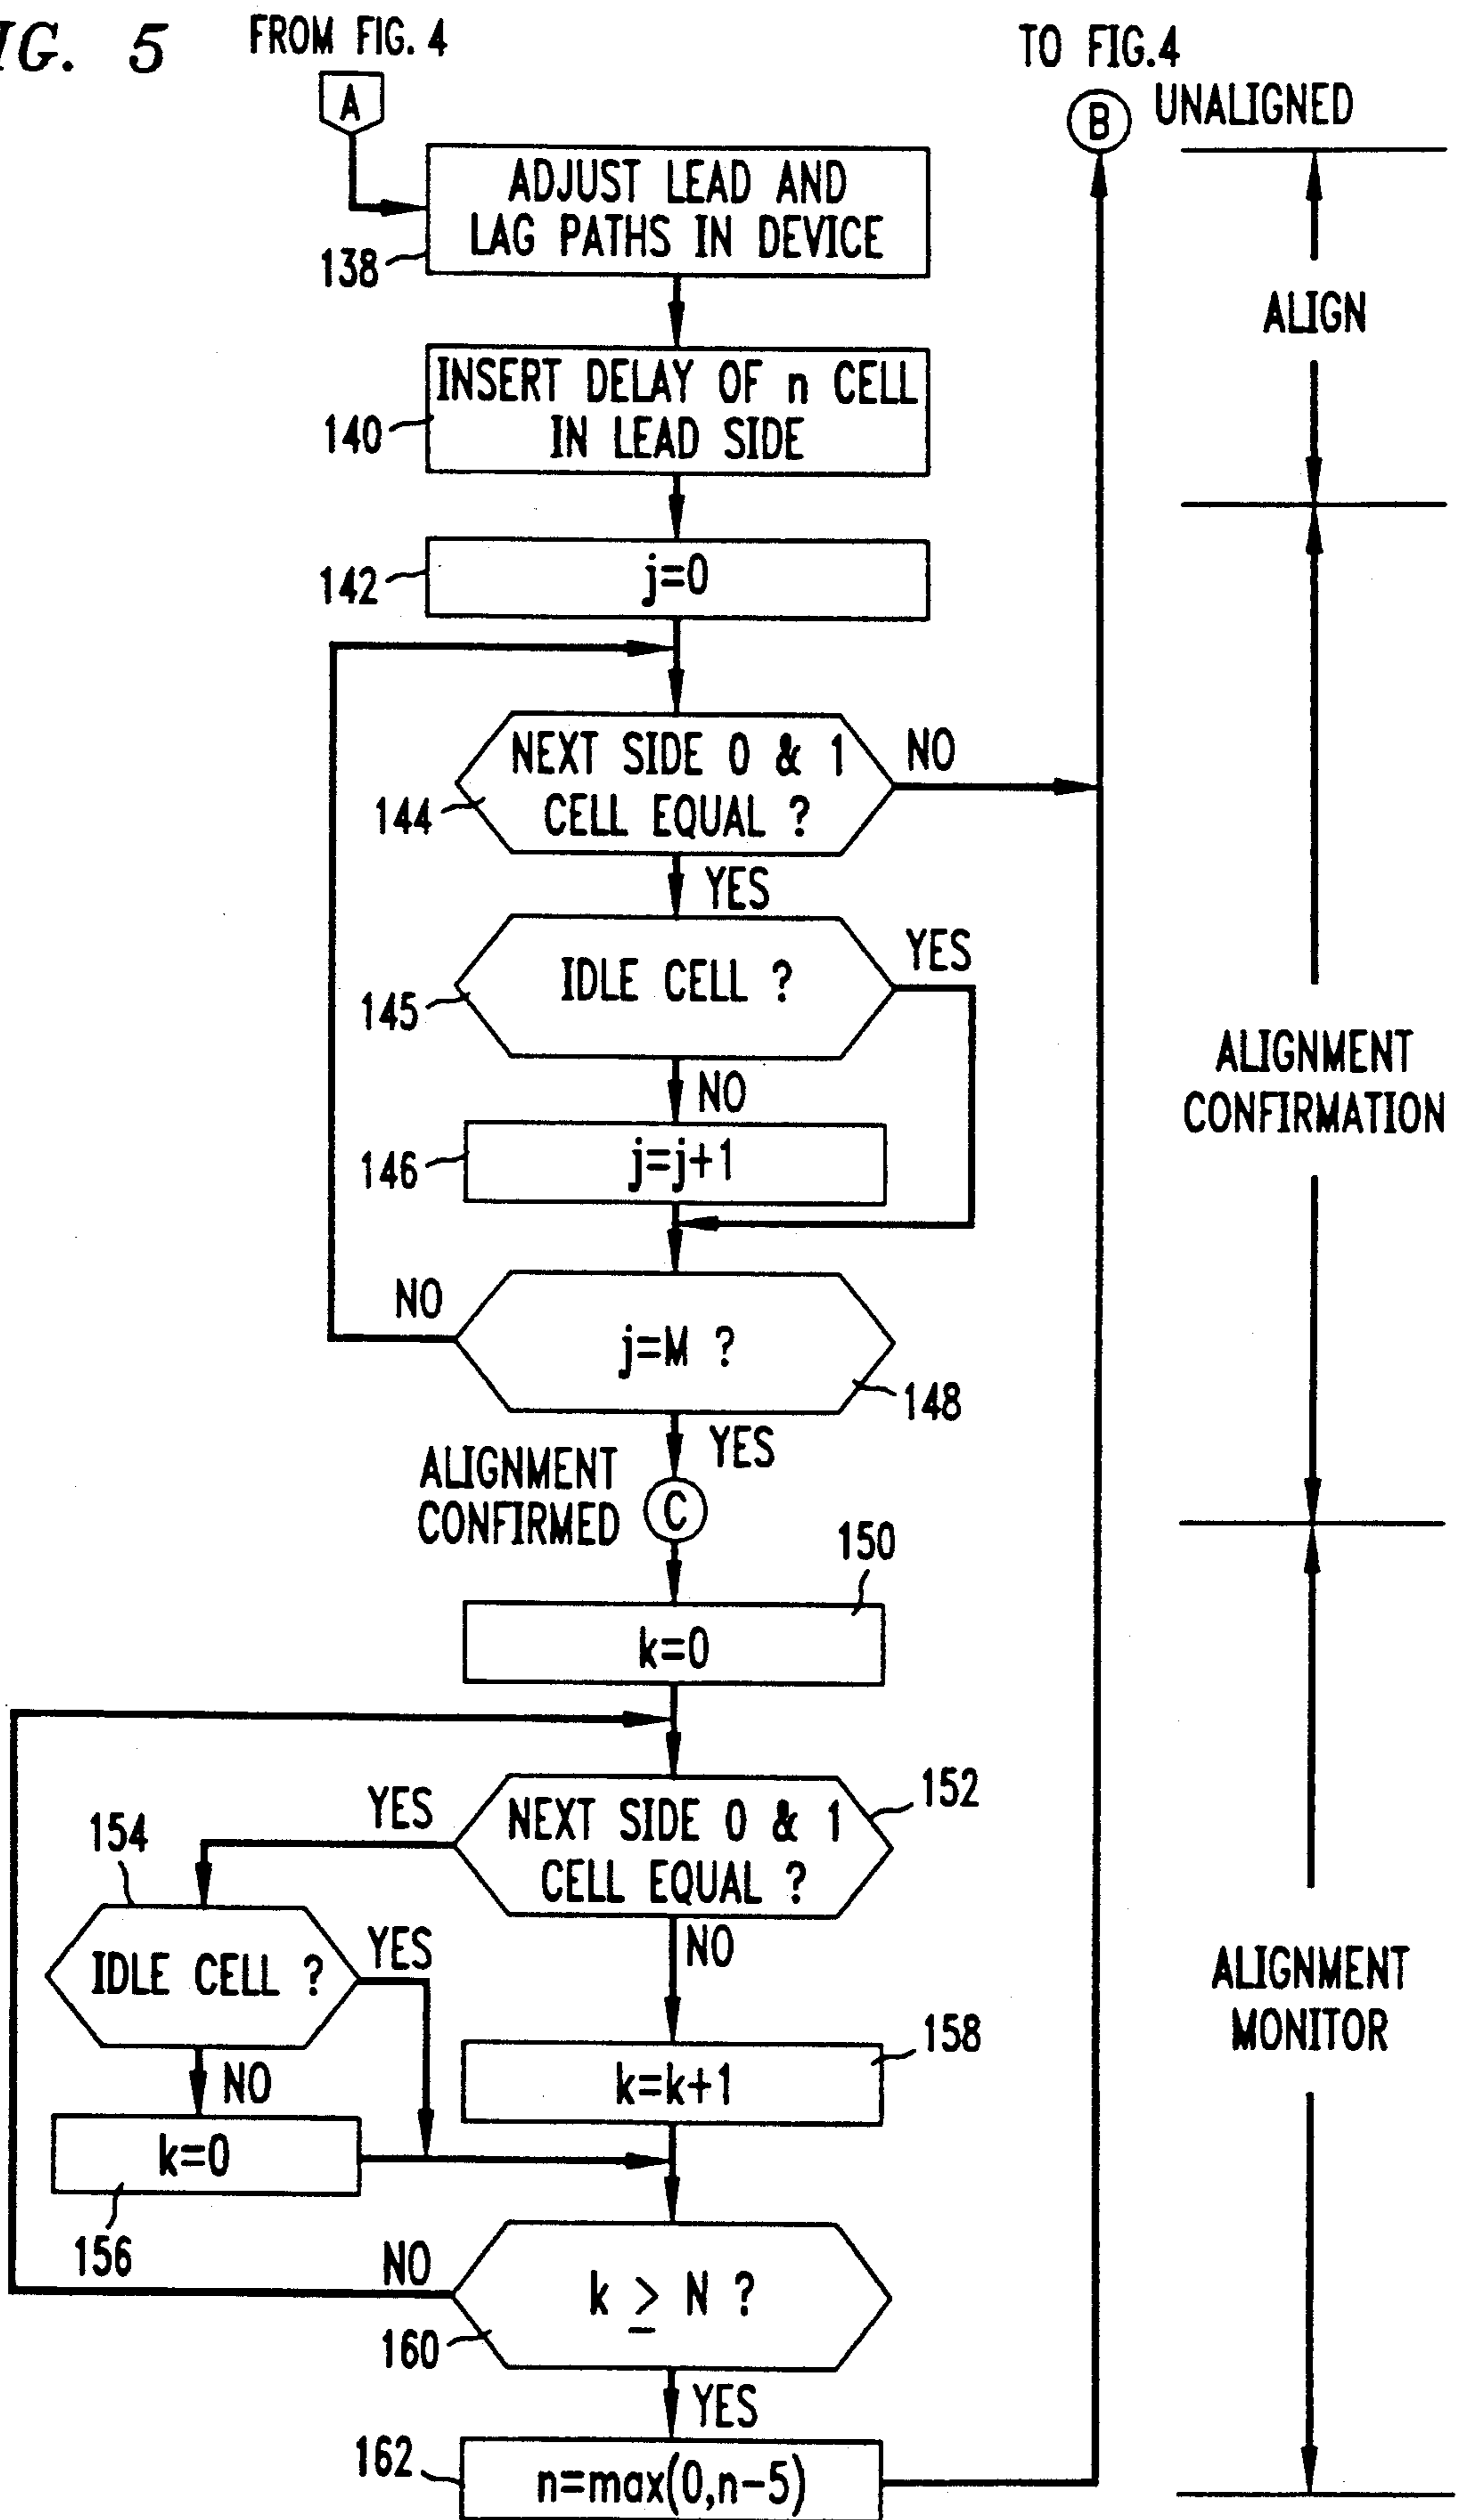 IG. 5
FROM FIG. 4
A
TO FIG.4
B
UNALIGNED
ADJUST LEAD AND
LAG PATHS IN DEVICE
138
INSERT DELAY OF n CELL
IN LEAD SIDE
140
ALIGN
j=0
142
NEXT SIDE 0 & 1
CELL EQUAL ?
144
NO
YES
IDLE CELL ?
145
YES
NO
j=j+1
146
ALIGNMENT
CONFIRMATION
NO
j=M ?
148
YES
ALIGNMENT
CONFIRMED
C
150
k=0
YES
NEXT SIDE 0 & 1
CELL EQUAL ?
152
154
IDLE CELL ?
YES
NO
NO
k=k+1
158
k=0
156
ALIGNMENT
MONITOR
NO
k ≥ N ?
160
YES
162
n=max(0,n-5)